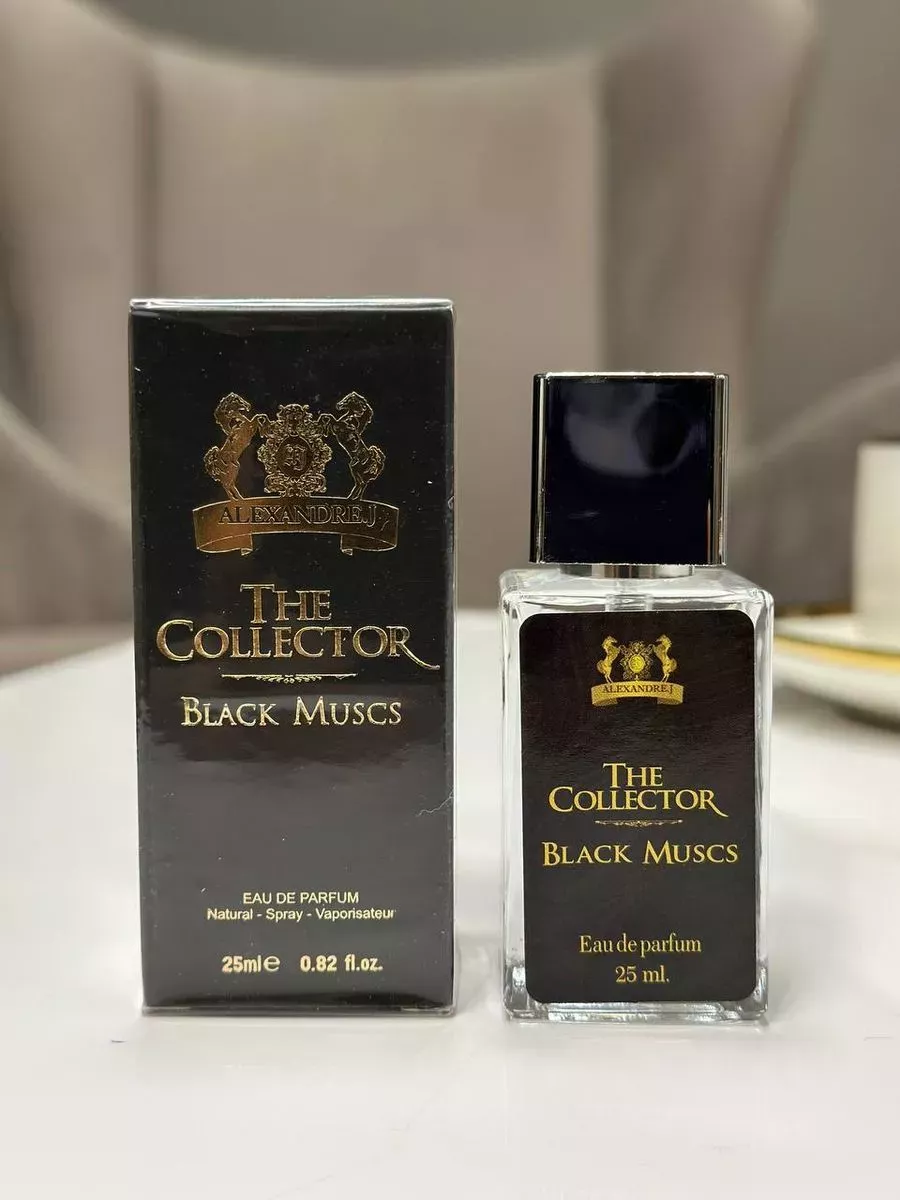 ALEXANDRE.J
THE
COLLECTOR
BLACK MUSCS
EAU DE PARFUM
Natural - Spray - Vaporisateur
25ml℮ 0.82 fl.oz.
ALEXANDRE.J
THE
COLLECTOR
BLACK MUSCS
Eau de parfum
25 ml.